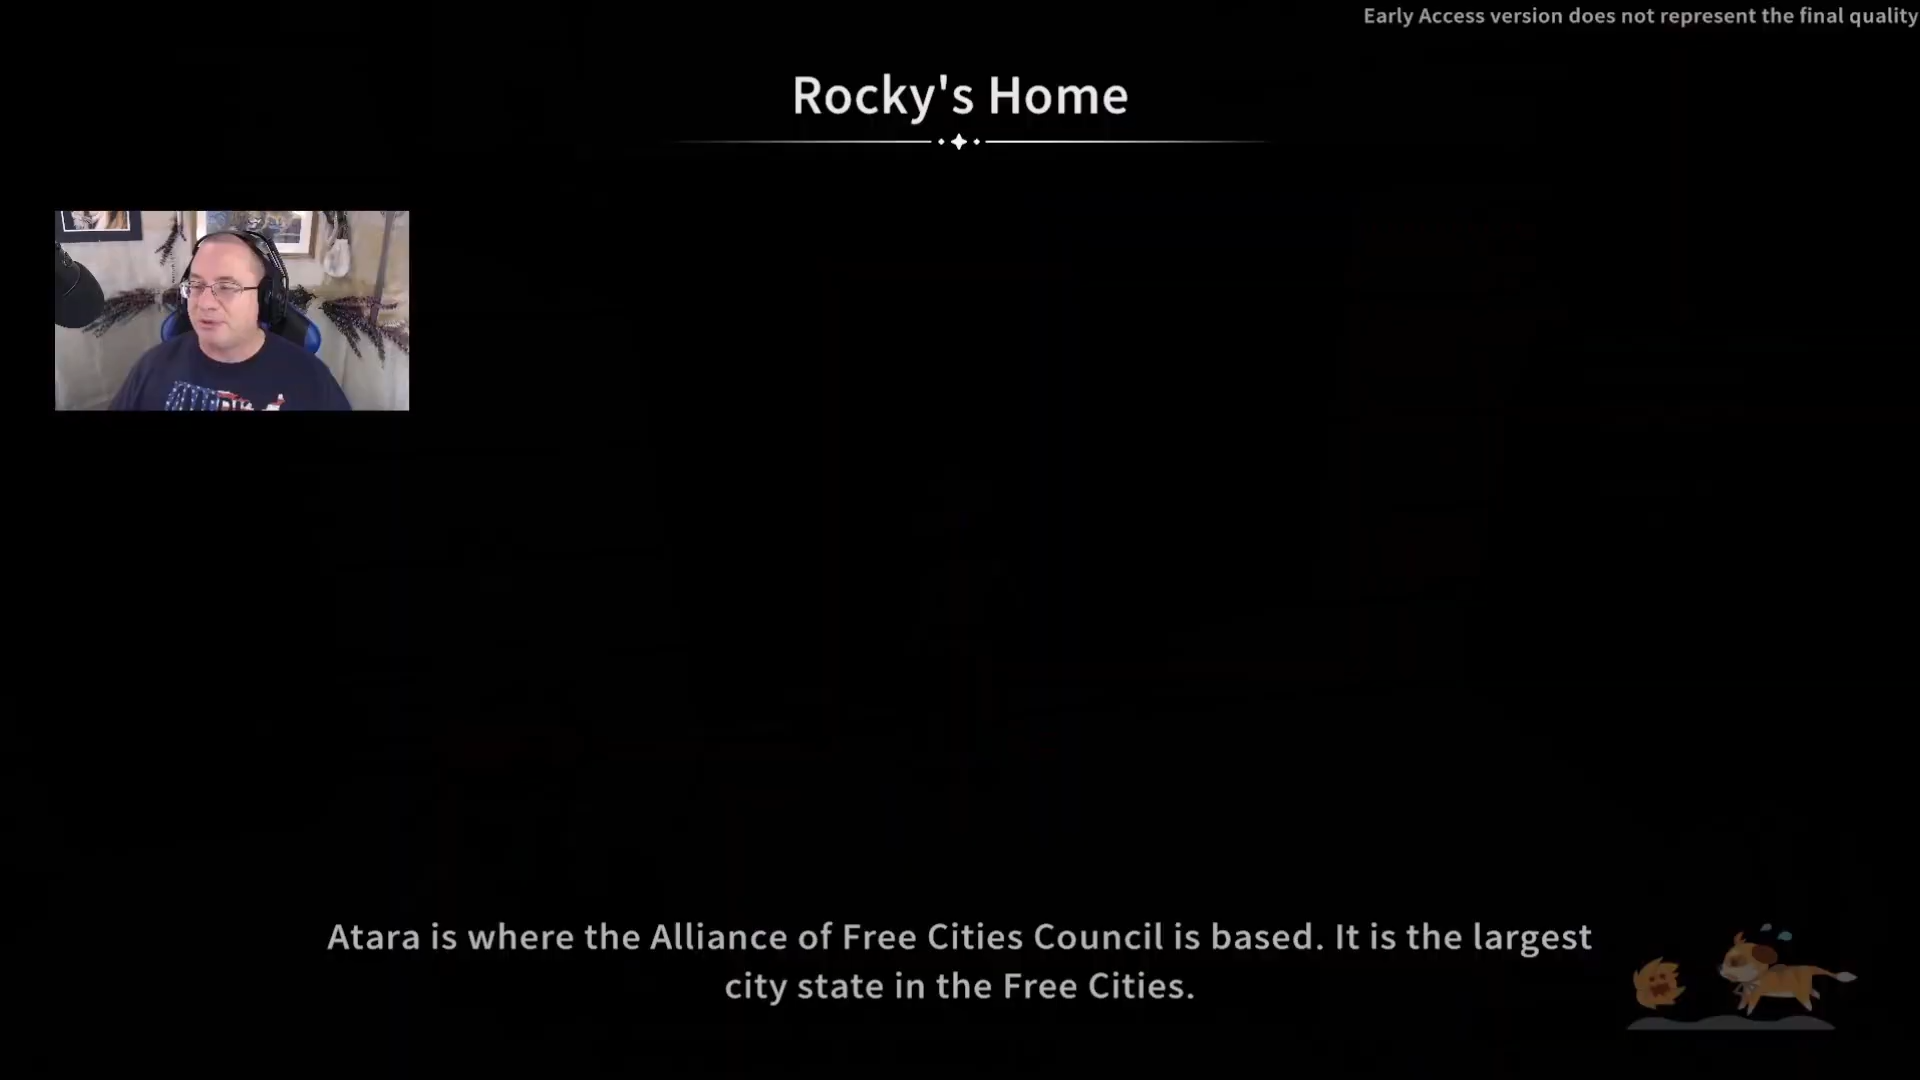 Early Access version does not represent the final quality
Rocky's Home
Atara is where the Alliance of Free Cities Council is based. It is the largest
city state in the Free Cities.